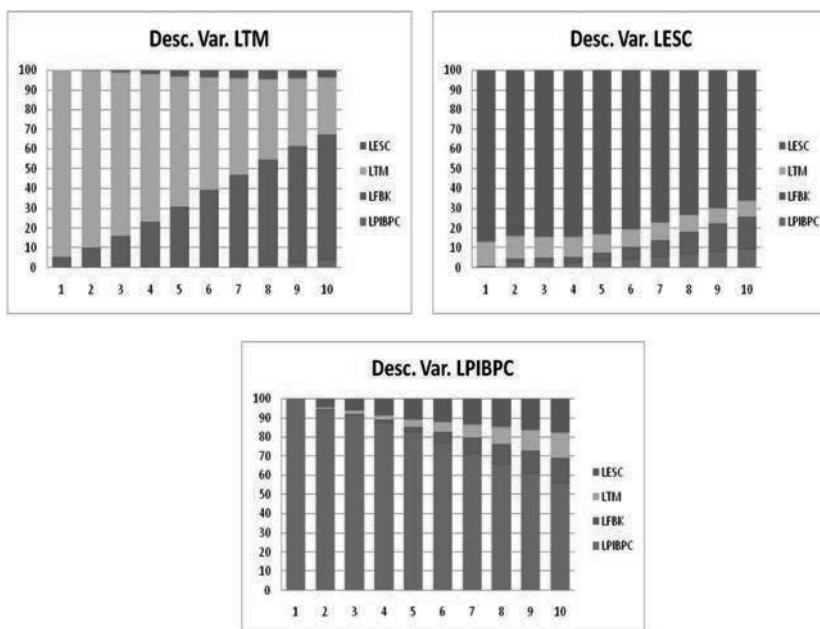 Desc. Var. LTM
100
90
80
70
60
50
40
30
20
10
0
1 2 3 4 5 6 7 8 9 10
LESC
LTM
LFBK
LPIBPC
Desc. Var. LESC
100
90
80
70
60
50
40
30
20
10
0
1 2 3 4 5 6 7 8 9 10
LESC
LTM
LFBK
LPIBPC
Desc. Var. LPIBPC
100
90
80
70
60
50
40
30
20
10
0
1 2 3 4 5 6 7 8 9 10
LESC
LTM
LFBK
LPIBPC